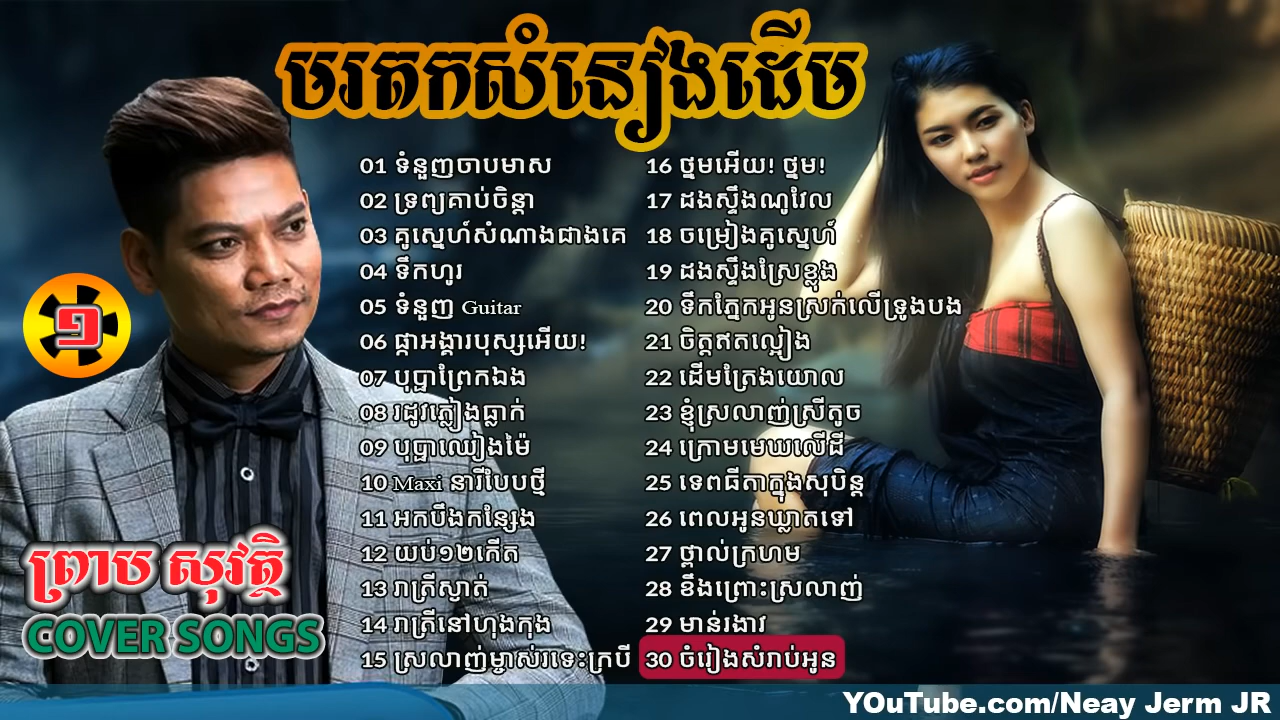 មរតកសំនៀងដើម
01 ទំនួញចាបមាស
02 ទ្រព្យគាប់ចិន្តា
03 គូស្នេហ៍សំណាងជាងគេ
04 ទឹកហូរ
05 ទំនួញ Guitar
06 ផ្កាអង្គារបុស្សអើយ!
07 បុប្ផាព្រែកឯង
08 រដូវភ្លៀងធ្លាក់
09 បុប្ផាឈៀងម៉ៃ
10 Maxi នារីបែបថ្មី
11 អកបឹងកន្សែង
12 យប់១២កើត
13 រាត្រីស្ងាត់
14 រាត្រីនៅហុងកុង
15 ស្រលាញ់ម្ចាស់រទេះក្របី
16 ថ្នមអើយ! ថ្នម!
17 ដងស្ទឹងណូវែល
18 ចម្រៀងគូស្នេហ៍
19 ដងស្ទឹងស្រែខ្លុង
20 ទឹកភ្នែកអូនស្រក់លើទ្រូងបង
21 ចិត្តឥតល្អៀង
22 ដើមត្រែងយោល
23 ខ្ញុំស្រលាញ់ស្រីតូច
24 ក្រោមមេឃលើដី
25 ទេពធីតាក្នុងសុបិន្ត
26 ពេលអូនឃ្លាតទៅ
27 ថ្ពាល់ក្រហម
28 ខឹងព្រោះស្រលាញ់
29 មាន់រងាវ
30 ចំរៀងសំរាប់អូន
១
ព្រាប សុវត្ថិ
COVER SONGS
YOuTube.com/Neay Jerm JR